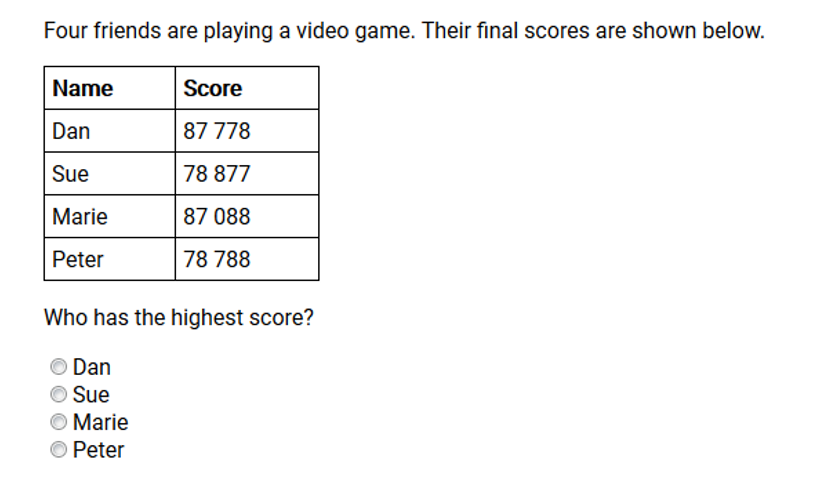 Four friends are playing a video game. Their final scores are shown below.
Name Score
Dan 87 778
Sue 78 877
Marie 87 088
Peter 78 788
Who has the highest score?
Dan
Sue
Marie
Peter